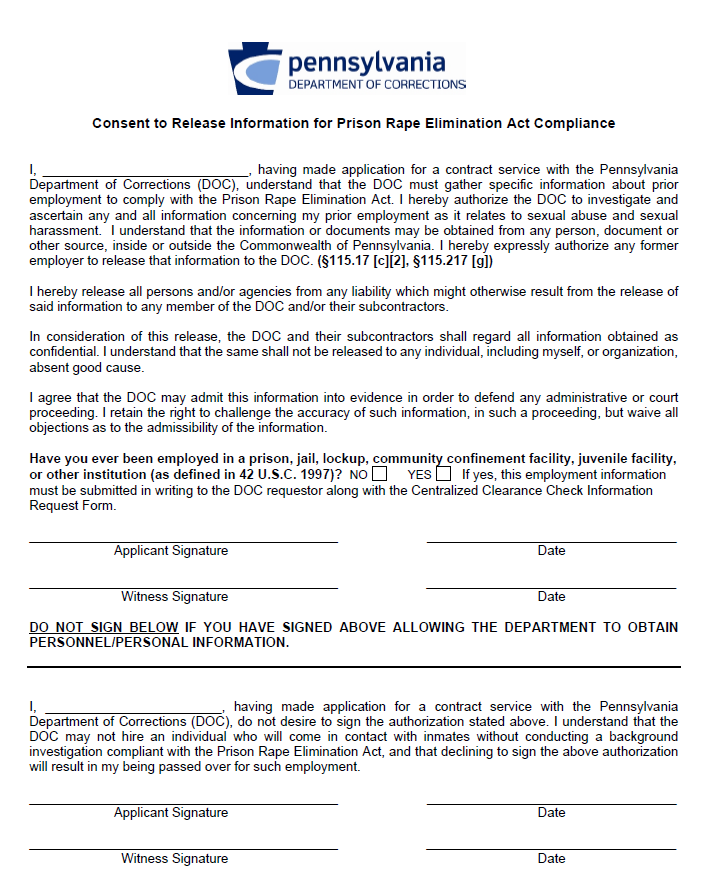 pennsylvania
DEPARTMENT OF CORRECTIONS
Consent to Release Information for Prison Rape Elimination Act Compliance
I, ____________________________, having made application for a contract service with the Pennsylvania
Department of Corrections (DOC), understand that the DOC must gather specific information about prior
employment to comply with the Prison Rape Elimination Act. I hereby authorize the DOC to investigate and
ascertain any and all information concerning my prior employment as it relates to sexual abuse and sexual
harassment.  I understand that the information or documents may be obtained from any person, document or
other source, inside or outside the Commonwealth of Pennsylvania. I hereby expressly authorize any former
employer to release that information to the DOC. (§115.17 [c][2], §115.217 [g])
I hereby release all persons and/or agencies from any liability which might otherwise result from the release of
said information to any member of the DOC and/or their subcontractors.
In consideration of this release, the DOC and their subcontractors shall regard all information obtained as
confidential. I understand that the same shall not be released to any individual, including myself, or organization,
absent good cause.
I agree that the DOC may admit this information into evidence in order to defend any administrative or court
proceeding. I retain the right to challenge the accuracy of such information, in such a proceeding, but waive all
objections as to the admissibility of the information.
Have you ever been employed in a prison, jail, lockup, community confinement facility, juvenile facility,
or other institution (as defined in 42 U.S.C. 1997)? NO ☐ YES ☐ If yes, this employment information
must be submitted in writing to the DOC requestor along with the Centralized Clearance Check Information
Request Form.
Applicant Signature Date
Witness Signature Date
DO NOT SIGN BELOW IF YOU HAVE SIGNED ABOVE ALLOWING THE DEPARTMENT TO OBTAIN
PERSONNEL/PERSONAL INFORMATION.
I, ________________________, having made application for a contract service with the Pennsylvania
Department of Corrections (DOC), do not desire to sign the authorization stated above. I understand that the
DOC may not hire an individual who will come in contact with inmates without conducting a background
investigation compliant with the Prison Rape Elimination Act, and that declining to sign the above authorization
will result in my being passed over for such employment.
Applicant Signature Date
Witness Signature Date